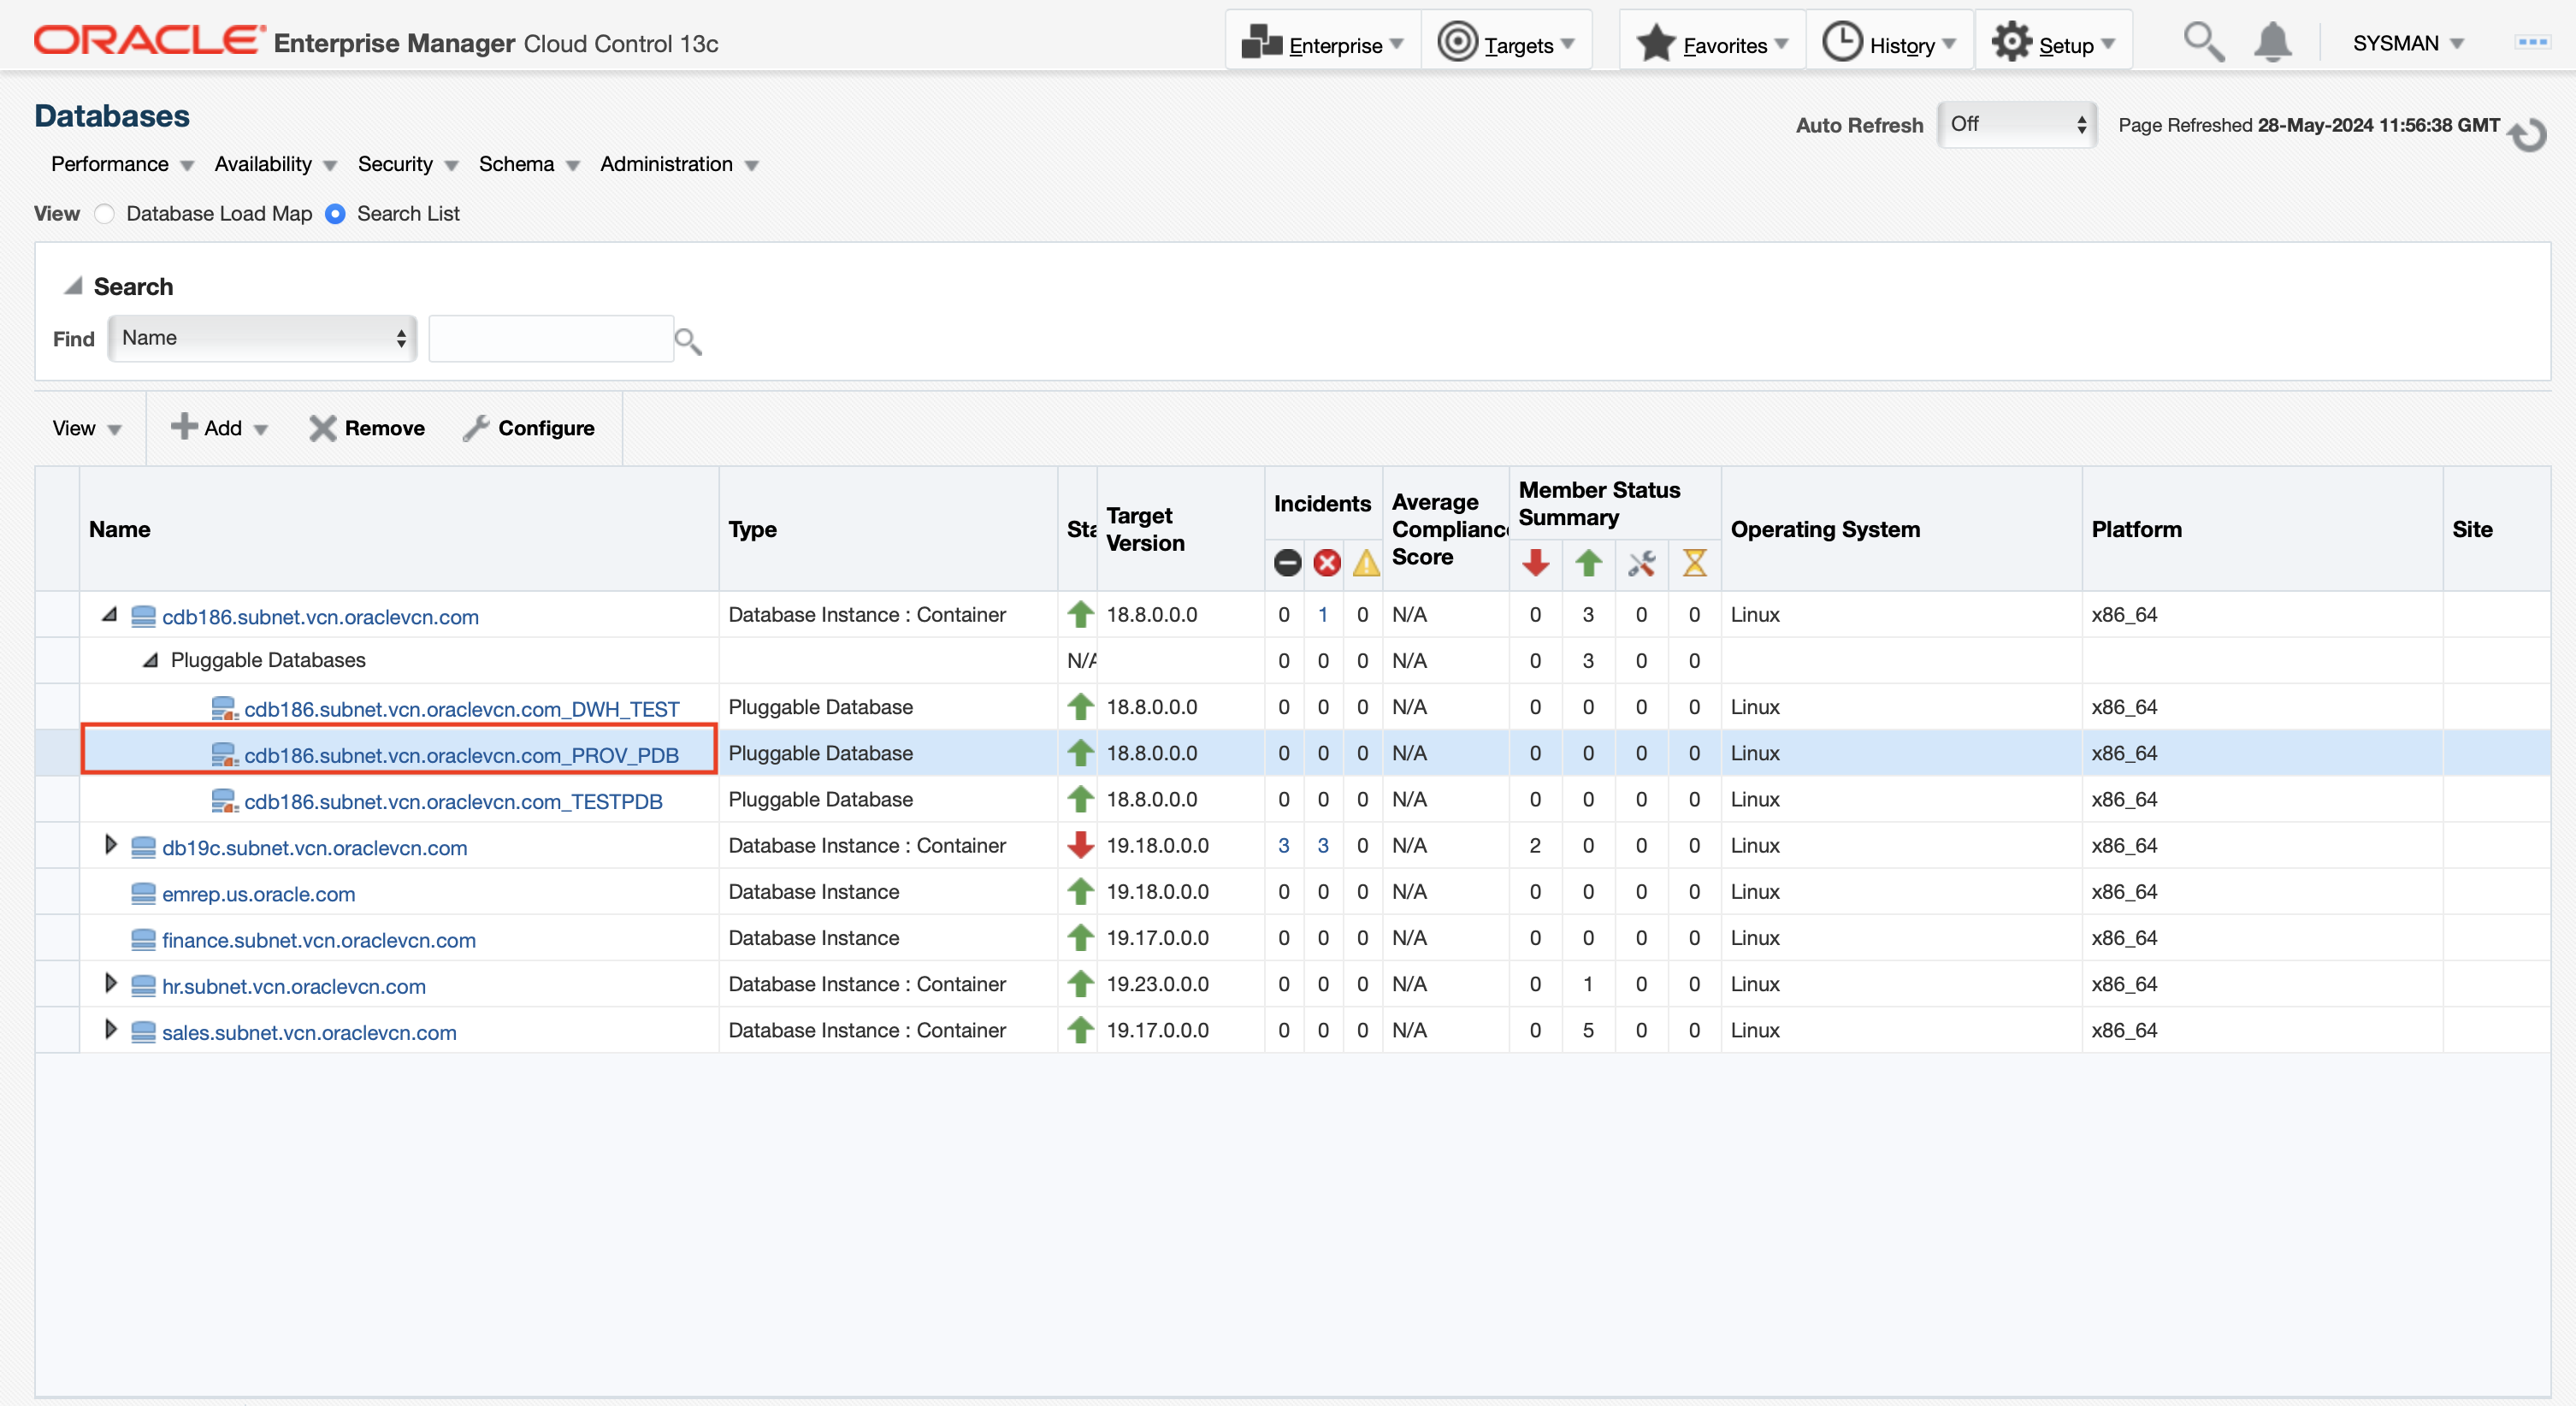 ORACLE Enterprise Manager Cloud Control 13c
Enterprise Targets Favorites History Setup SYSMAN
Databases
Auto Refresh Off Page Refreshed 28-May-2024 11:56:38 GMT
Performance Availability Security Schema Administration
View Database Load Map Search List
Search
Find Name
View Add Remove Configure
Name Type Sta Target Version Incidents Average Compliance Score Member Status Summary Operating System Platform Site
cdb186.subnet.vcn.oraclevcn.com Database Instance : Container 18.8.0.0.0 0 1 0 N/A 0 3 0 0 Linux x86_64
Pluggable Databases N/A 0 0 0 N/A 0 3 0 0
cdb186.subnet.vcn.oraclevcn.com_DWH_TEST Pluggable Database 18.8.0.0.0 0 0 0 N/A 0 0 0 0 Linux x86_64
cdb186.subnet.vcn.oraclevcn.com_PROV_PDB Pluggable Database 18.8.0.0.0 0 0 0 N/A 0 0 0 0 Linux x86_64
cdb186.subnet.vcn.oraclevcn.com_TESTPDB Pluggable Database 18.8.0.0.0 0 0 0 N/A 0 0 0 0 Linux x86_64
db19c.subnet.vcn.oraclevcn.com Database Instance : Container 19.18.0.0.0 3 3 0 N/A 2 0 0 0 Linux x86_64
emrep.us.oracle.com Database Instance 19.18.0.0.0 0 0 0 N/A 0 0 0 0 Linux x86_64
finance.subnet.vcn.oraclevcn.com Database Instance 19.17.0.0.0 0 0 0 N/A 0 0 0 0 Linux x86_64
hr.subnet.vcn.oraclevcn.com Database Instance : Container 19.23.0.0.0 0 0 0 N/A 0 1 0 0 Linux x86_64
sales.subnet.vcn.oraclevcn.com Database Instance : Container 19.17.0.0.0 0 0 0 N/A 0 5 0 0 Linux x86_64